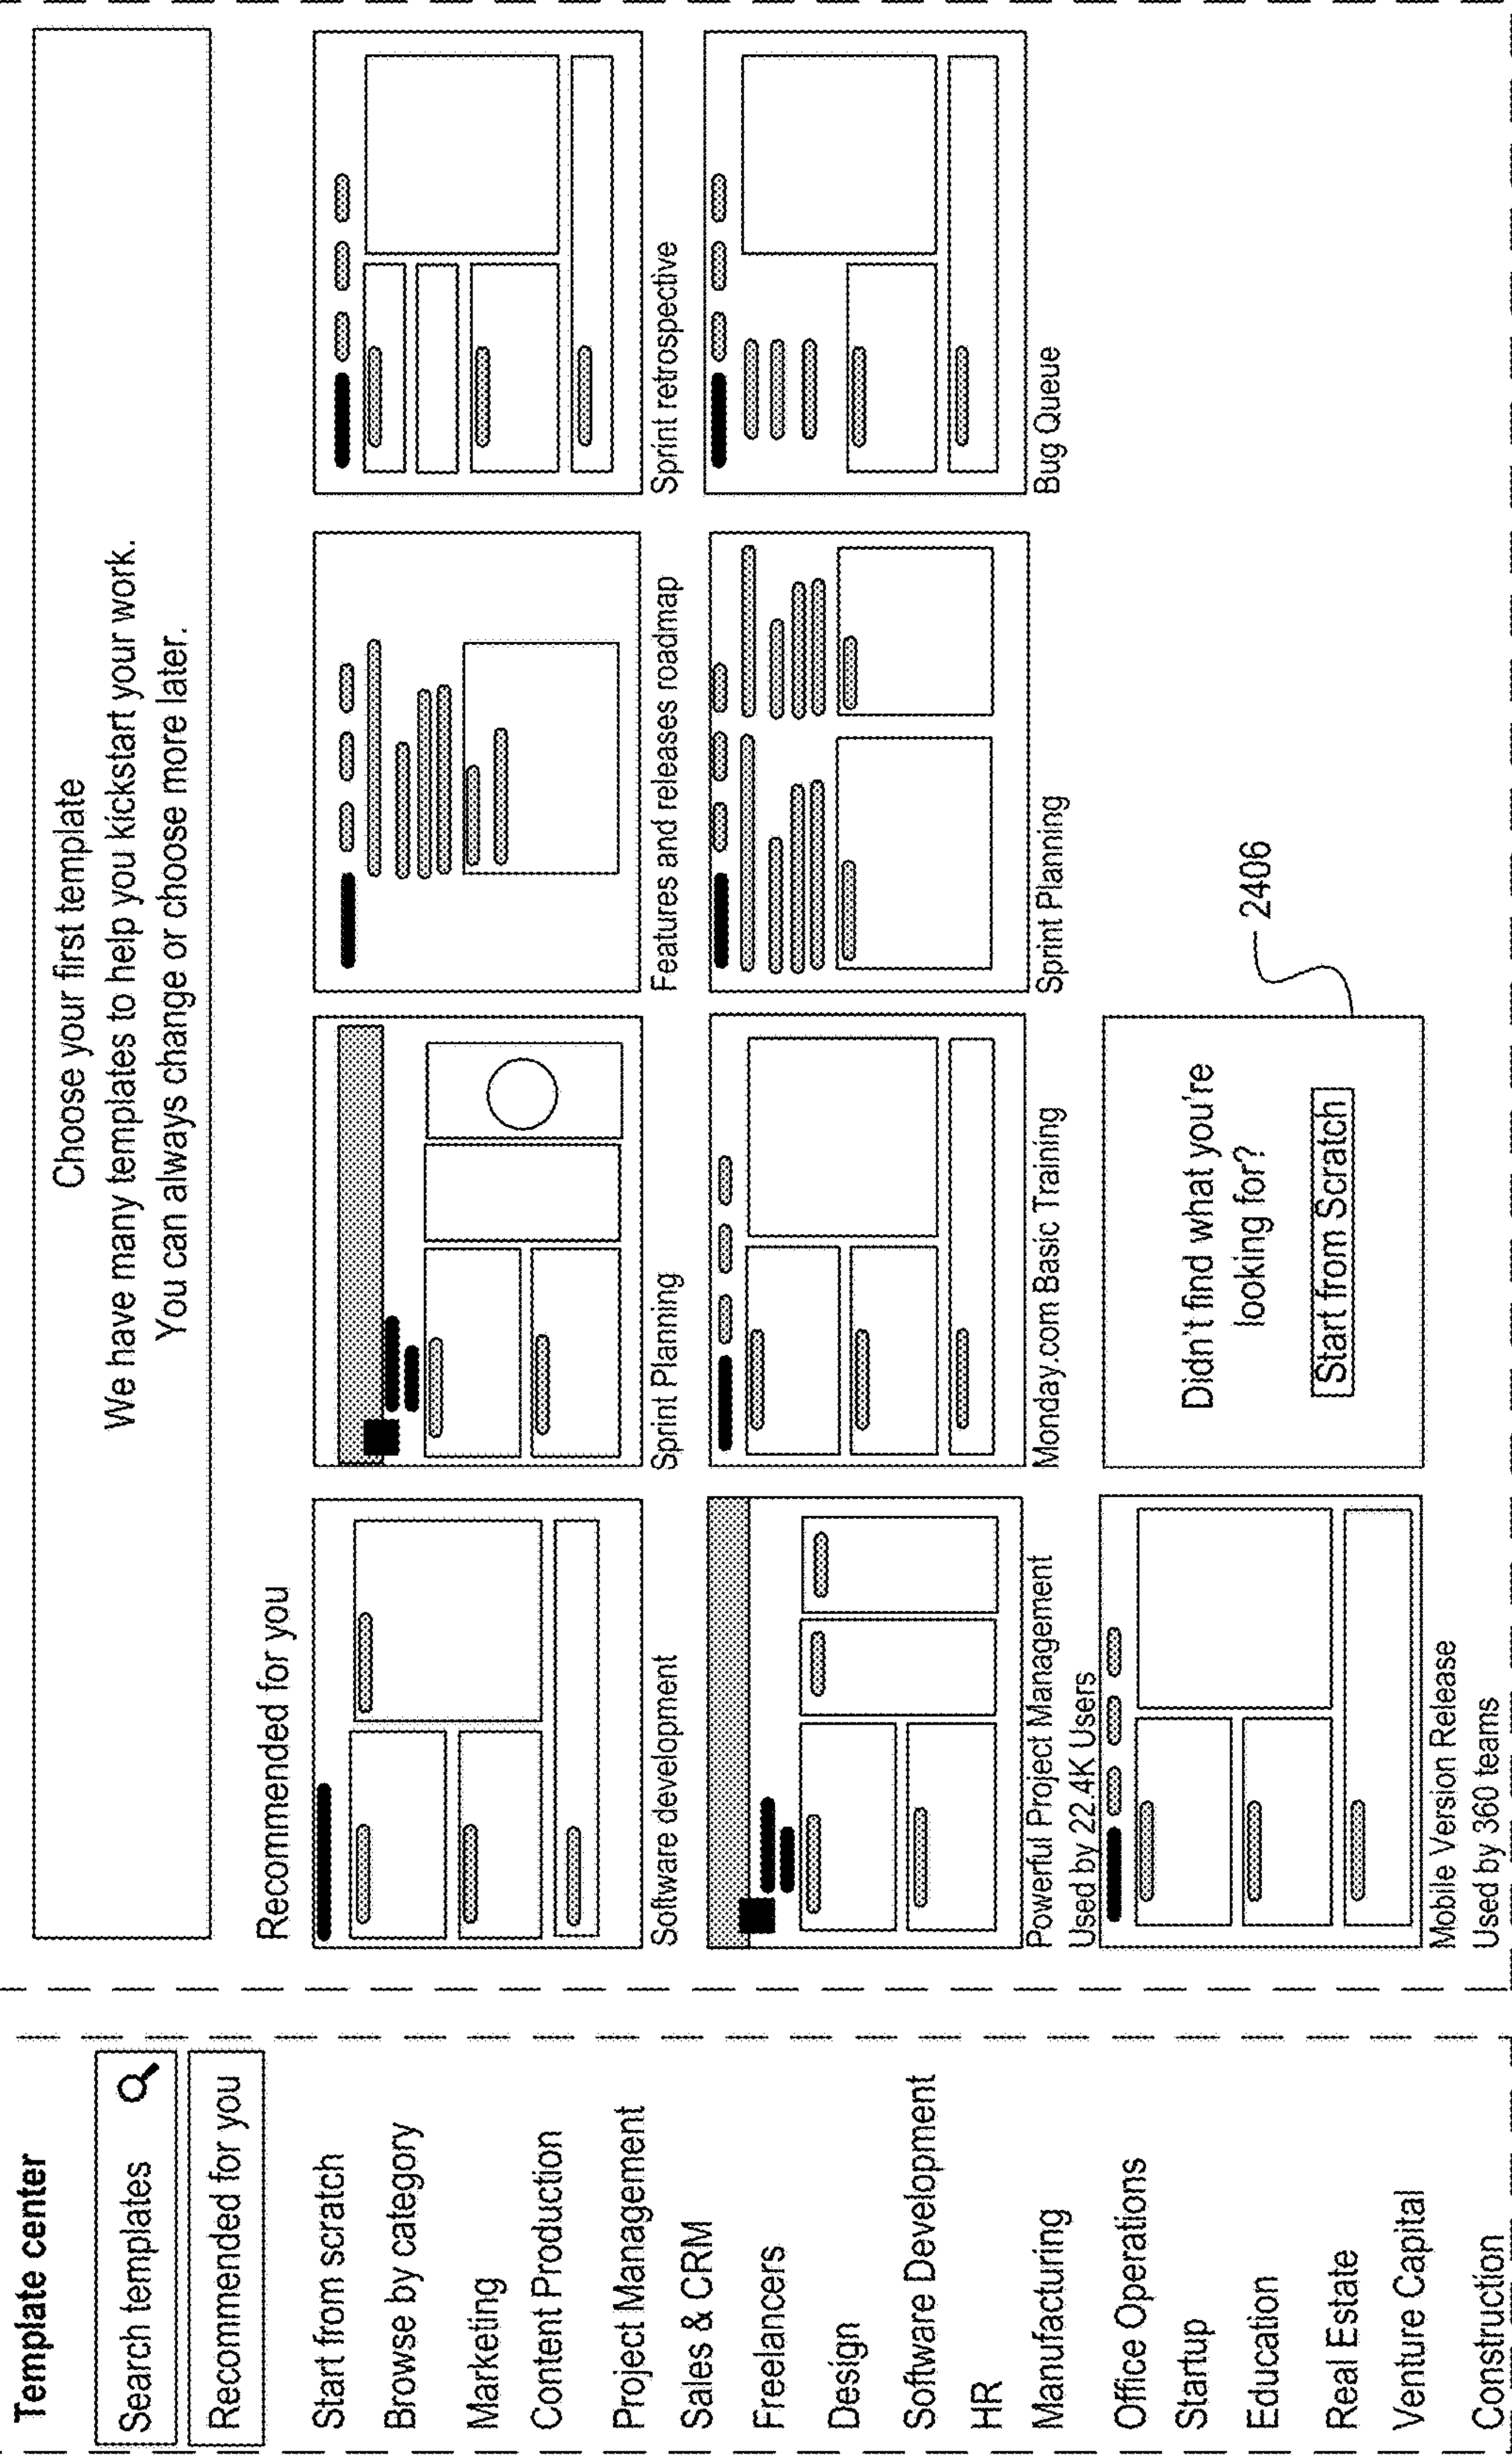 Template center
Search templates
Recommended for you
Start from scratch
Browse by category
Marketing
Content Production
Project Management
Sales & CRM
Freelancers
Design
Software Development
HR
Manufacturing
Office Operations
Startup
Education
Real Estate
Venture Capital
Construction
Choose your first template
We have many templates to help you kickstart your work.
You can always change or choose more later.
Recommended for you
Software development
Sprint Planning
Features and releases roadmap
Sprint retrospective
Powerful Project Management
Used by 22.4K Users
Monday.com Basic Training
Sprint Planning
Bug Queue
Mobile Version Release
Used by 360 teams
Didn't find what you're
looking for?
Start from Scratch
2406